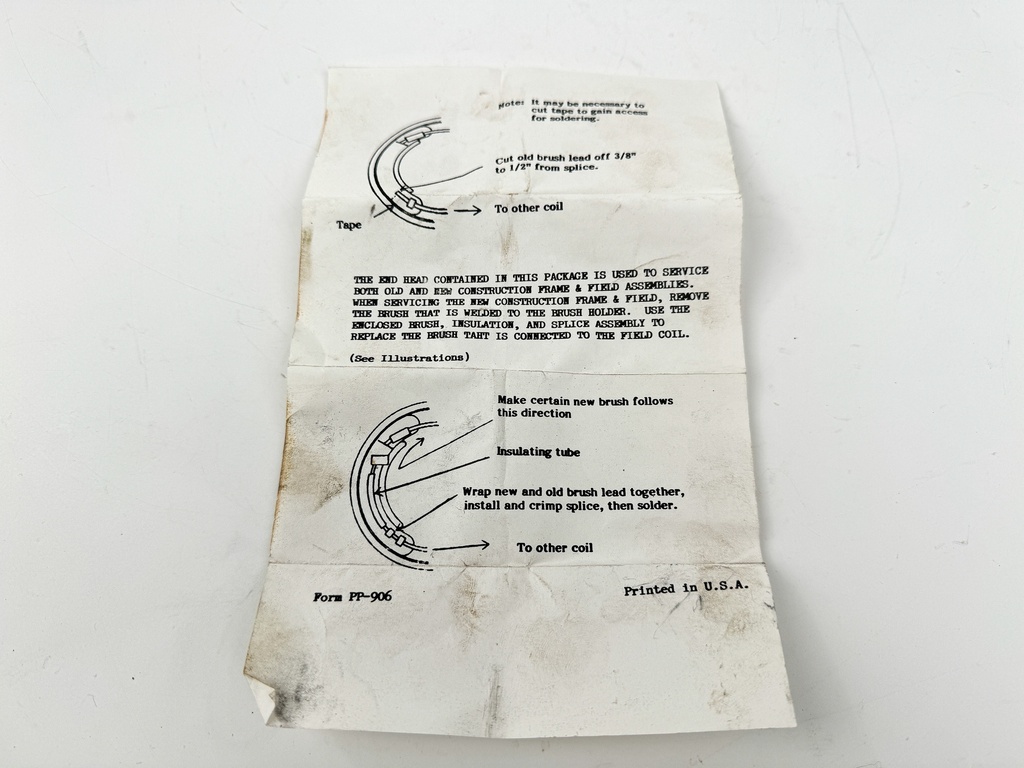 Note: It may be necessary to
cut tape to gain access
for soldering.
Cut old brush lead off 3/8"
to 1/2" from splice.
To other coil
Tape
THE END HEAD CONTAINED IN THIS PACKAGE IS USED TO SERVICE
BOTH OLD AND NEW CONSTRUCTION FRAME & FIELD ASSEMBLIES.
WHEN SERVICING THE NEW CONSTRUCTION FRAME & FIELD, REMOVE
THE BRUSH THAT IS WELDED TO THE BRUSH HOLDER. USE THE
ENCLOSED BRUSH, INSULATION, AND SPLICE ASSEMBLY TO
REPLACE THE BRUSH TAHT IS CONNECTED TO THE FIELD COIL.
(See Illustrations)
Make certain new brush follows
this direction
Insulating tube
Wrap new and old brush lead together,
install and crimp splice, then solder.
To other coil
Form PP-906
Printed in U.S.A.